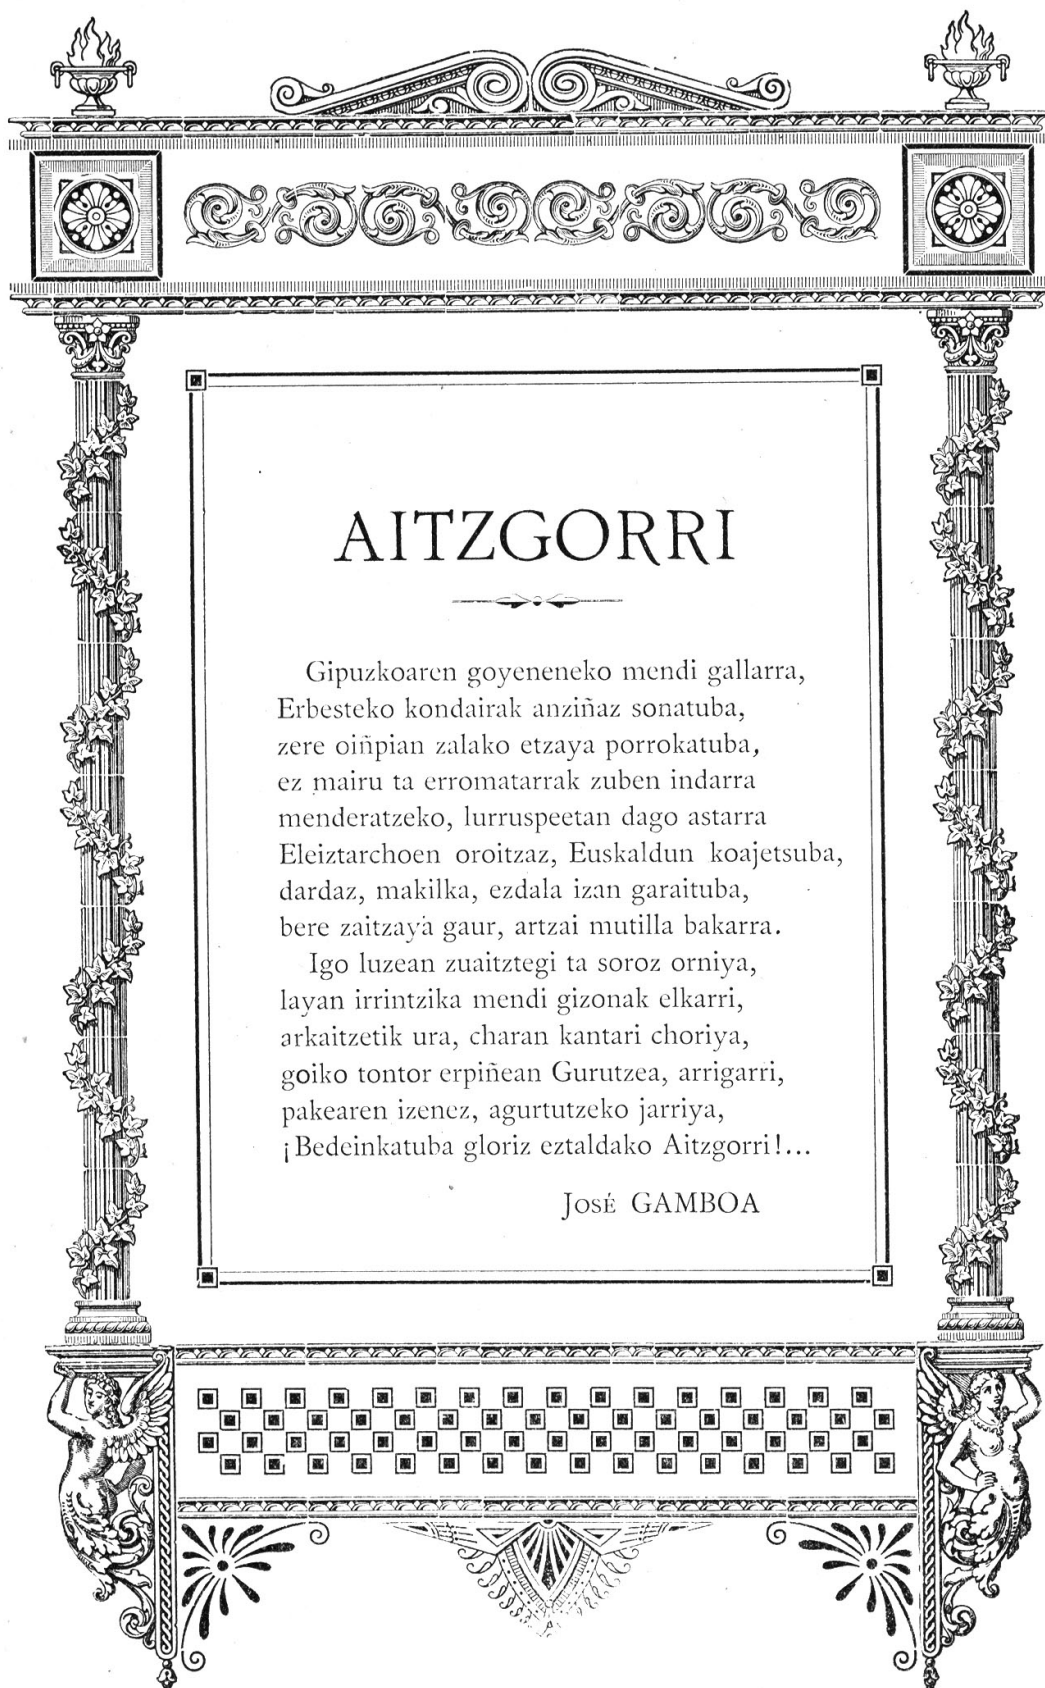 AITZGORRI
Gipuzkoaren goyeneneko mendi gallarra,
Erbesteko kondairak anziñaz sonatuba,
zere oiñpian zalako etzaya porrokatuba,
ez mairu ta erromatarrak zuben indarra
menderatzeko, lurruspeetan dago astarra
Eleiztarchoen oroitzaz, Euskaldun koajetsuba,
dardaz, makilka, ezdala izan garaituba,
bere zaitzaya gaur, artzai mutilla bakarra.
Igo luzean zuaitztegi ta soroz orniya,
layan irrintzika mendi gizonak elkarri,
arkaitzetik ura, charan kantari choriya,
goiko tontor erpiñean Gurutzea, arrigarri,
pakearen izenez, agurtutzeko jarriya,
¡Bedeinkatuba gloriz eztaldako Aitzgorri!...
JOSÉ GAMBOA